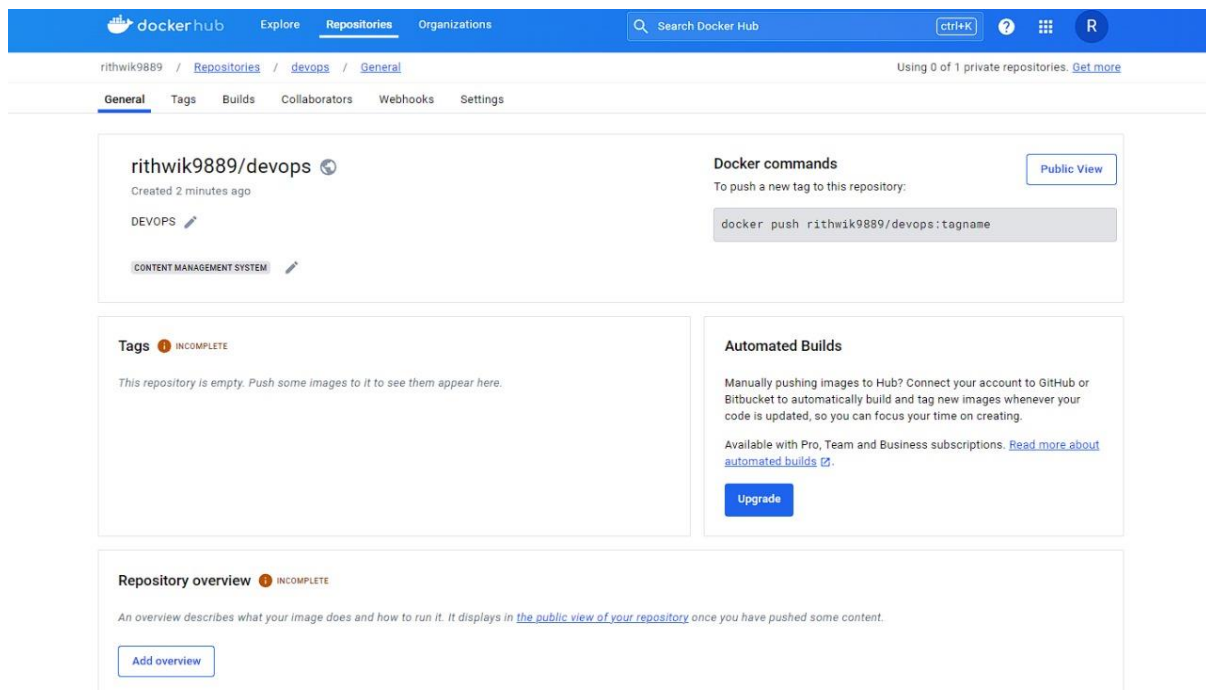 dockerhub Explore Repositories Organizations Search Docker Hub ctrl+K ? R
rithwik9889 / Repositories / devops / General Using 0 of 1 private repositories. Get more
General Tags Builds Collaborators Webhooks Settings
rithwik9889/devops
Created 2 minutes ago
DEVOPS
CONTENT MANAGEMENT SYSTEM
Docker commands
Public View
To push a new tag to this repository:
docker push rithwik9889/devops:tagname
Tags INCOMPLETE
This repository is empty. Push some images to it to see them appear here.
Automated Builds
Manually pushing images to Hub? Connect your account to GitHub or
Bitbucket to automatically build and tag new images whenever your
code is updated, so you can focus your time on creating.
Available with Pro, Team and Business subscriptions. Read more about
automated builds .
Upgrade
Repository overview INCOMPLETE
An overview describes what your image does and how to run it. It displays in the public view of your repository once you have pushed some content.
Add overview